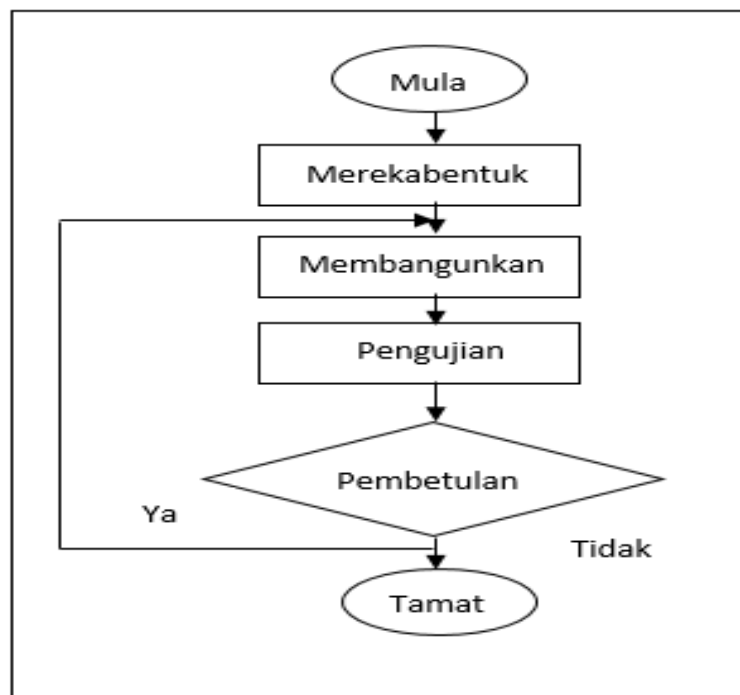 Mula
Merekabentuk
Membangunkan
Pengujian
Pembetulan
Ya
Tidak
Tamat